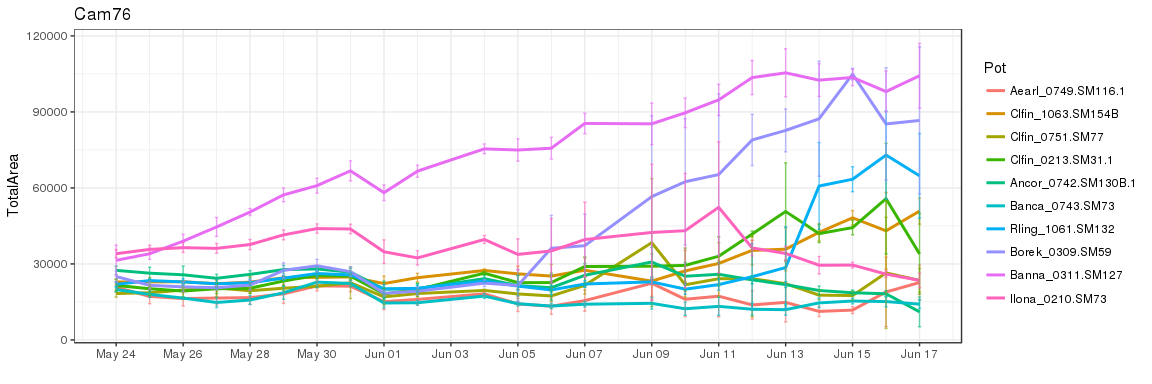 Cam76
TotalArea
120000
90000
60000
30000
0
May 24 May 26 May 28 May 30 Jun 01 Jun 03 Jun 05 Jun 07 Jun 09 Jun 11 Jun 13 Jun 15 Jun 17
Pot
Aearl_0749.SM116.1
Clfin_1063.SM154B
Clfin_0751.SM77
Clfin_0213.SM31.1
Ancor_0742.SM130B.1
Banca_0743.SM73
Rling_1061.SM132
Borek_0309.SM59
Banna_0311.SM127
Ilona_0210.SM73